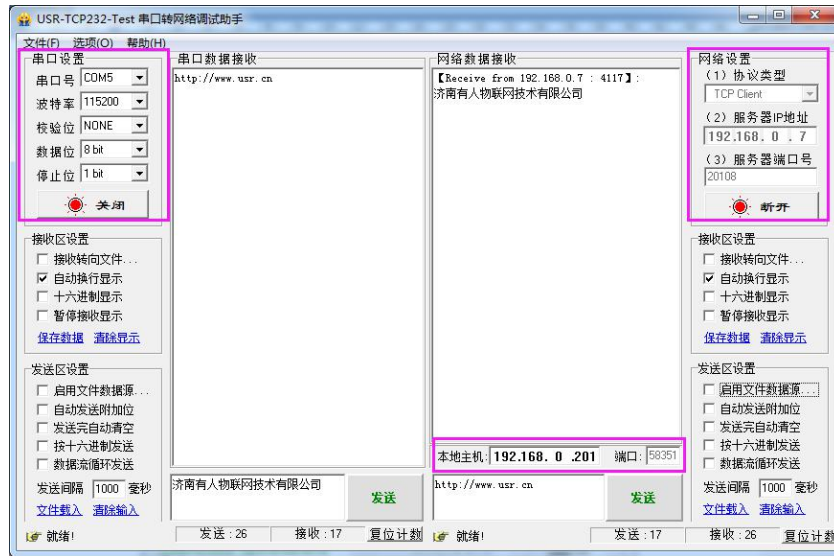 USR-TCP232-Test 串口转网络调试助手
文件(F) 选项(O) 帮助(H)
串口设置
串口号 COM5
波特率 115200
校验位 NONE
数据位 8 bit
停止位 1 bit
关闭
接收区设置
接收转向文件...
自动换行显示
十六进制显示
暂停接收显示
保存数据 清除显示
发送区设置
启用文件数据源...
自动发送附加位
发送完自动清空
按十六进制发送
数据流循环发送
发送间隔 1000 毫秒
文件载入 清除输入
就绪!
串口数据接收
http://www.usr.cn
济南有人物联网技术有限公司
发送
发送 : 26 接收 : 17 复位计数
网络数据接收
【Receive from 192.168.0.7 : 4117】:
济南有人物联网技术有限公司
本地主机: 192.168. 0 .201 端口: 58351
http://www.usr.cn
发送
就绪!
发送 : 17 接收 : 26 复位计数
网络设置
(1) 协议类型
TCP Client
(2) 服务器IP地址
192.168. 0 . 7
(3) 服务器端口号
20108
断开
接收区设置
接收转向文件...
自动换行显示
十六进制显示
暂停接收显示
保存数据 清除显示
发送区设置
启用文件数据源...
自动发送附加位
发送完自动清空
按十六进制发送
数据流循环发送
发送间隔 1000 毫秒
文件载入 清除输入